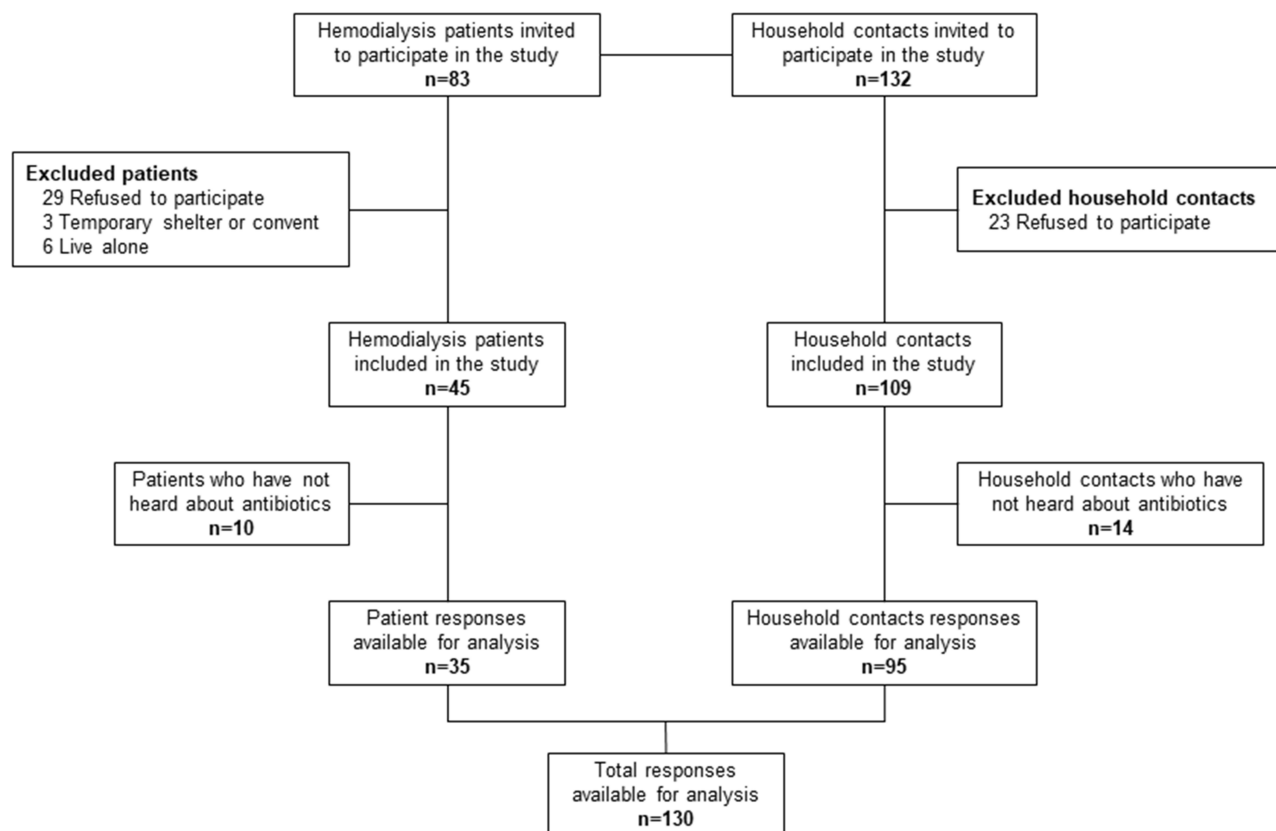 Hemodialysis patients invited
to participate in the study
n=83
Household contacts invited to
participate in the study
n=132
Excluded patients
29 Refused to participate
3 Temporary shelter or convent
6 Live alone
Excluded household contacts
23 Refused to participate
Hemodialysis patients
included in the study
n=45
Household contacts
included in the study
n=109
Patients who have not
heard about antibiotics
n=10
Household contacts who have
not heard about antibiotics
n=14
Patient responses
available for analysis
n=35
Household contacts responses
available for analysis
n=95
Total responses
available for analysis
n=130